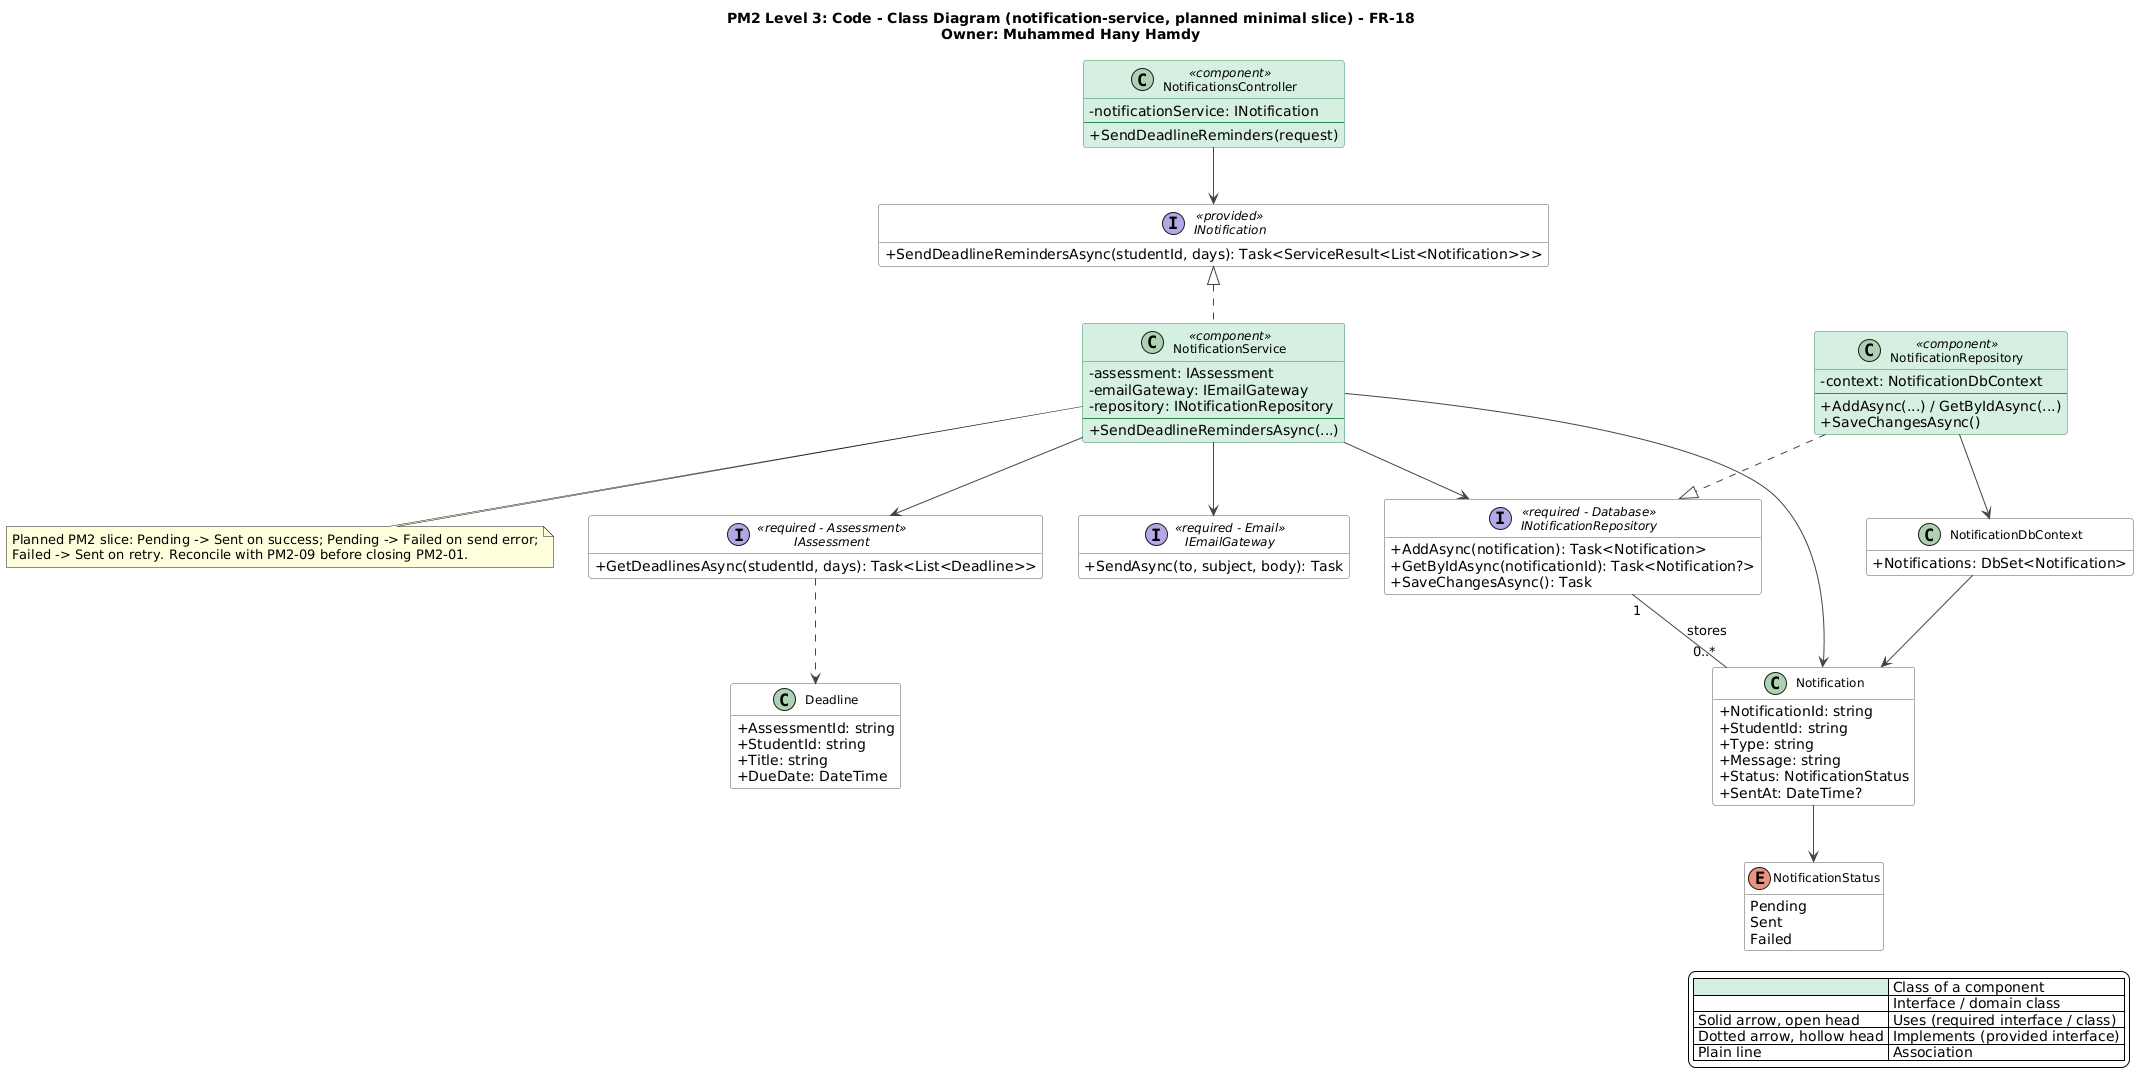 PM2 Level 3: Code - Class Diagram (notification-service, planned minimal slice) - FR-18
Owner: Muhammed Hany Hamdy
C
«component»
NotificationsController
-notificationService: INotification
+SendDeadlineReminders(request)
I
«provided»
INotification
+SendDeadlineRemindersAsync(studentId, days): Task<ServiceResult<List<Notification>>>
C
«component»
NotificationService
-assessment: IAssessment
-emailGateway: IEmailGateway
-repository: INotificationRepository
+SendDeadlineRemindersAsync(...)
C
«component»
NotificationRepository
-context: NotificationDbContext
+AddAsync(...) / GetByIdAsync(...)
+SaveChangesAsync()
Planned PM2 slice: Pending -> Sent on success; Pending -> Failed on send error;
Failed -> Sent on retry. Reconcile with PM2-09 before closing PM2-01.
I
«required - Assessment»
IAssessment
+GetDeadlinesAsync(studentId, days): Task<List<Deadline>>
I
«required - Email»
IEmailGateway
+SendAsync(to, subject, body): Task
I
«required - Database»
INotificationRepository
+AddAsync(notification): Task<Notification>
+GetByIdAsync(notificationId): Task<Notification?>
+SaveChangesAsync(): Task
C
NotificationDbContext
+Notifications: DbSet<Notification>
1
stores
0..*
C
Deadline
+AssessmentId: string
+StudentId: string
+Title: string
+DueDate: DateTime
C
Notification
+NotificationId: string
+StudentId: string
+Type: string
+Message: string
+Status: NotificationStatus
+SentAt: DateTime?
E
NotificationStatus
Pending
Sent
Failed
Class of a component
Interface / domain class
Solid arrow, open head Uses (required interface / class)
Dotted arrow, hollow head Implements (provided interface)
Plain line Association